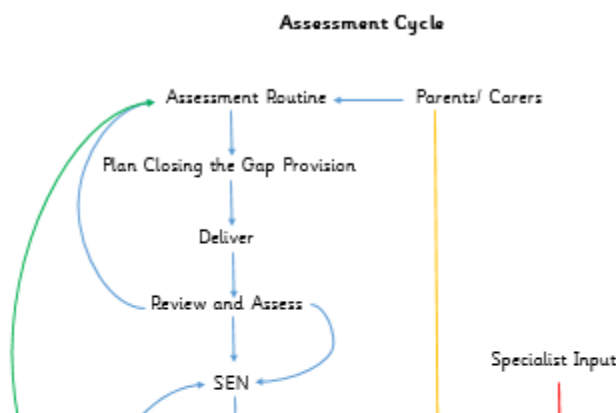 Assessment Cycle
Assessment Routine
Parents/ Carers
Plan Closing the Gap Provision
Deliver
Review and Assess
Specialist Input
SEN